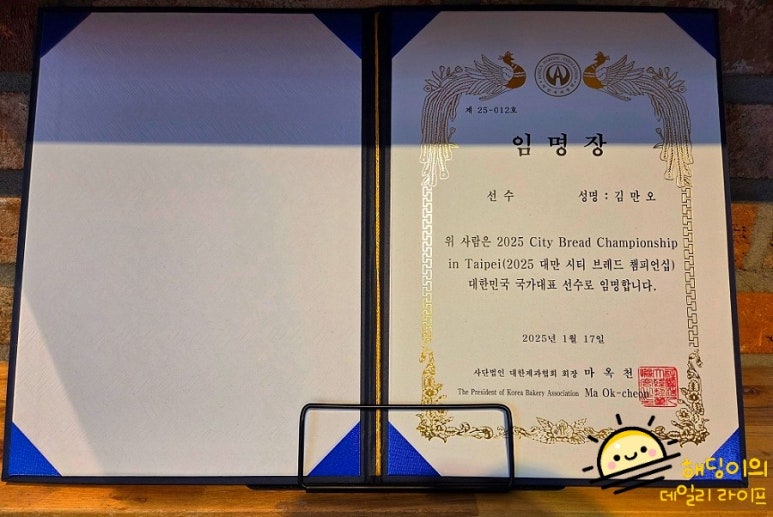 제 25-012호
임 명 장
선 수 성명 : 김 만 오
위 사람은 2025 City Bread Championship
in Taipei(2025 대만 시티 브레드 챔피언십)
대한민국 국가대표 선수로 임명합니다.
2025년 1월 17일
사단법인 대한제과협회 회장 마 옥 천
The President of Korea Bakery Association Ma Ok-cheon
해딩이의
데일리 라이프